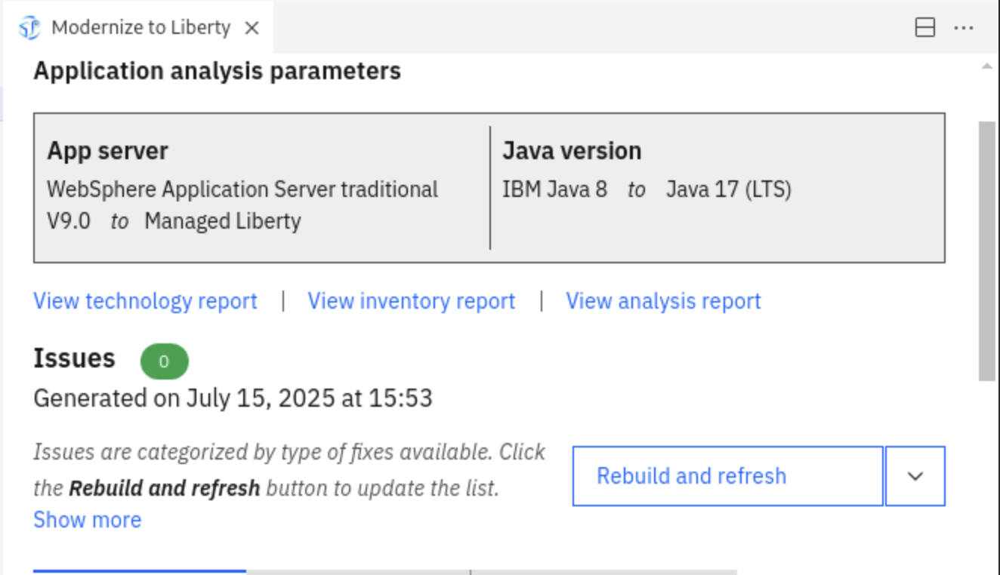 Modernize to Liberty
Application analysis parameters
App server
WebSphere Application Server traditional
V9.0 to Managed Liberty
Java version
IBM Java 8 to Java 17 (LTS)
View technology report | View inventory report | View analysis report
Issues 0
Generated on July 15, 2025 at 15:53
Issues are categorized by type of fixes available. Click
the Rebuild and refresh button to update the list.
Show more
Rebuild and refresh